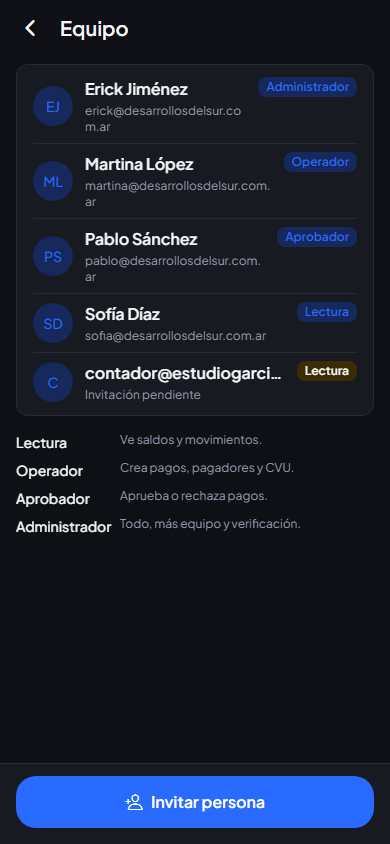 Equipo
EJ
Erick Jiménez
Administrador
erick@desarrollosdelsur.co
m.ar
ML
Martina López
Operador
martina@desarrollosdelsur.com.
ar
PS
Pablo Sánchez
Aprobador
pablo@desarrollosdelsur.com.
ar
SD
Sofía Díaz
Lectura
sofia@desarrollosdelsur.com.ar
C
contador@estudiogarci…
Lectura
Invitación pendiente
Lectura Ve saldos y movimientos.
Operador Crea pagos, pagadores y CVU.
Aprobador Aprueba o rechaza pagos.
Administrador Todo, más equipo y verificación.
Invitar persona